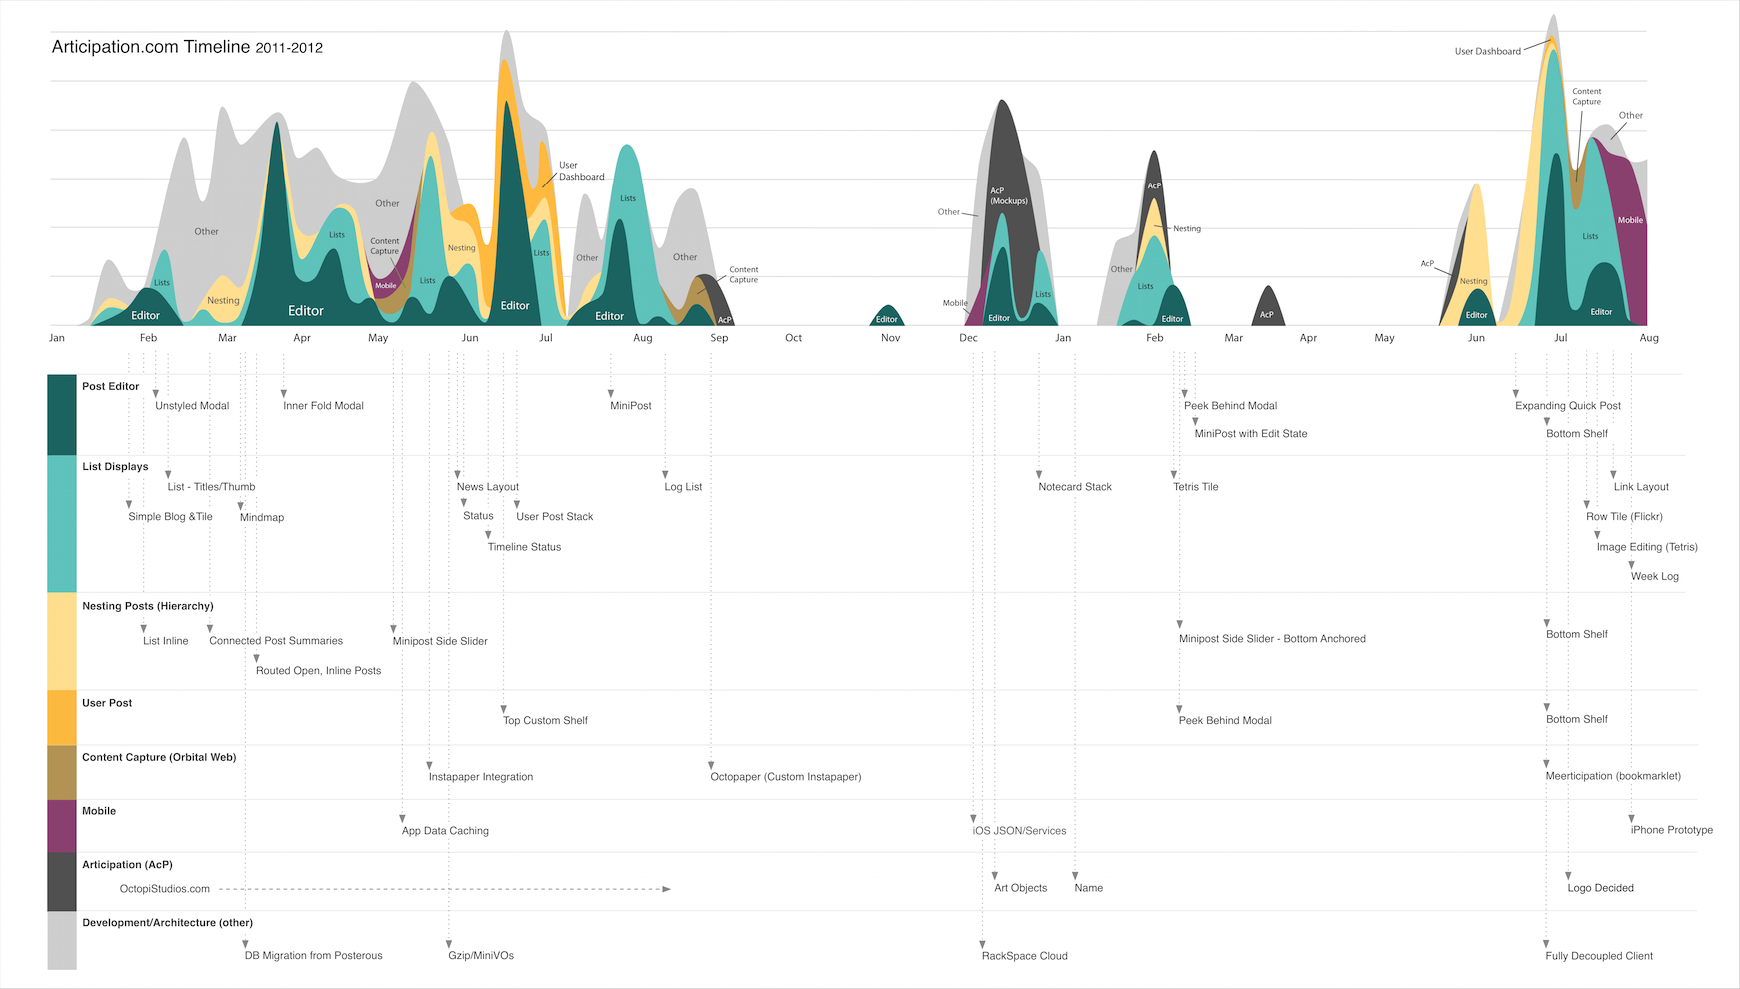 Articipation.com Timeline 2011-2012
User Dashboard
Content
Capture
Other
User
Dashboard
Other
Other
Content
Capture
Mobile
Lists
Nesting
Editor
Lists
Editor
Lists
Nesting
Editor
Lists
Other
Lists
Editor
Other
Content
Capture
AcP
Editor
Other
AcP
(Mockups)
Mobile
Editor
Lists
Other
AcP
Nesting
Lists
Editor
AcP
AcP
Nesting
Editor
Lists
Mobile
Editor
Jan Feb Mar Apr May Jun Jul Aug Sep Oct Nov Dec Jan Feb Mar Apr May Jun Jul Aug
Post Editor
Unstyled Modal Inner Fold Modal MiniPost Peek Behind Modal Expanding Quick Post
MiniPost with Edit State Bottom Shelf
List Displays
List - Titles/Thumb News Layout Log List Notecard Stack Tetris Tile Link Layout
Simple Blog &Tile Mindmap Status User Post Stack Row Tile (Flickr)
Timeline Status Image Editing (Tetris)
Week Log
Nesting Posts (Hierarchy)
List Inline Connected Post Summaries Minipost Side Slider Minipost Side Slider - Bottom Anchored Bottom Shelf
Routed Open, Inline Posts
User Post
Top Custom Shelf Peek Behind Modal Bottom Shelf
Content Capture (Orbital Web)
Instapaper Integration Octopaper (Custom Instapaper) Meerticipation (bookmarklet)
Mobile
App Data Caching iOS JSON/Services iPhone Prototype
Articipation (AcP)
OctopiStudios.com Art Objects Name Logo Decided
Development/Architecture (other)
DB Migration from Posterous Gzip/MiniVOs RackSpace Cloud Fully Decoupled Client